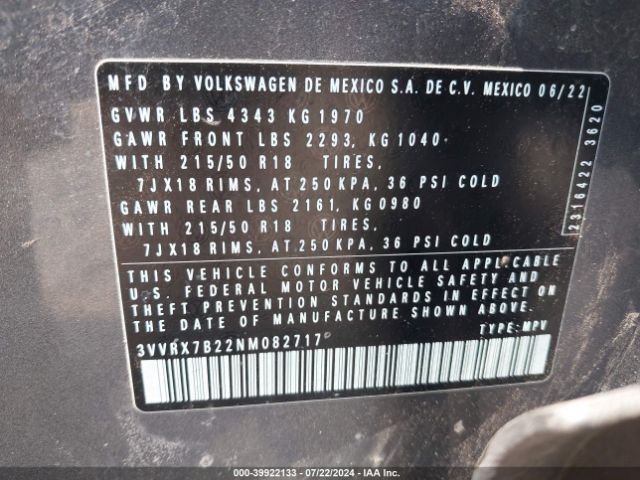 MFD BY VOLKSWAGEN DE MEXICO S.A. DE C.V. MEXICO 06/22
GVWR LBS 4343 KG 1970
GAWR FRONT LBS 2293, KG 1040
WITH 215/50 R18 TIRES,
7JX18 RIMS, AT 250 KPA, 36 PSI COLD
GAWR REAR LBS 2161, KG 0980
WITH 215/50 R18 TIRES,
7JX18 RIMS, AT 250 KPA, 36 PSI COLD
2316422 3620
THIS VEHICLE CONFORMS TO ALL APPLICABLE
U.S. FEDERAL MOTOR VEHICLE SAFETY AND
THEFT PREVENTION STANDARDS IN EFFECT ON
DATE OF MANUFACTURE SHOWN ABOVE.
3VVRX7B22NM082717 TYPE: MPV
000-39922133 - 07/22/2024 - IAA Inc.